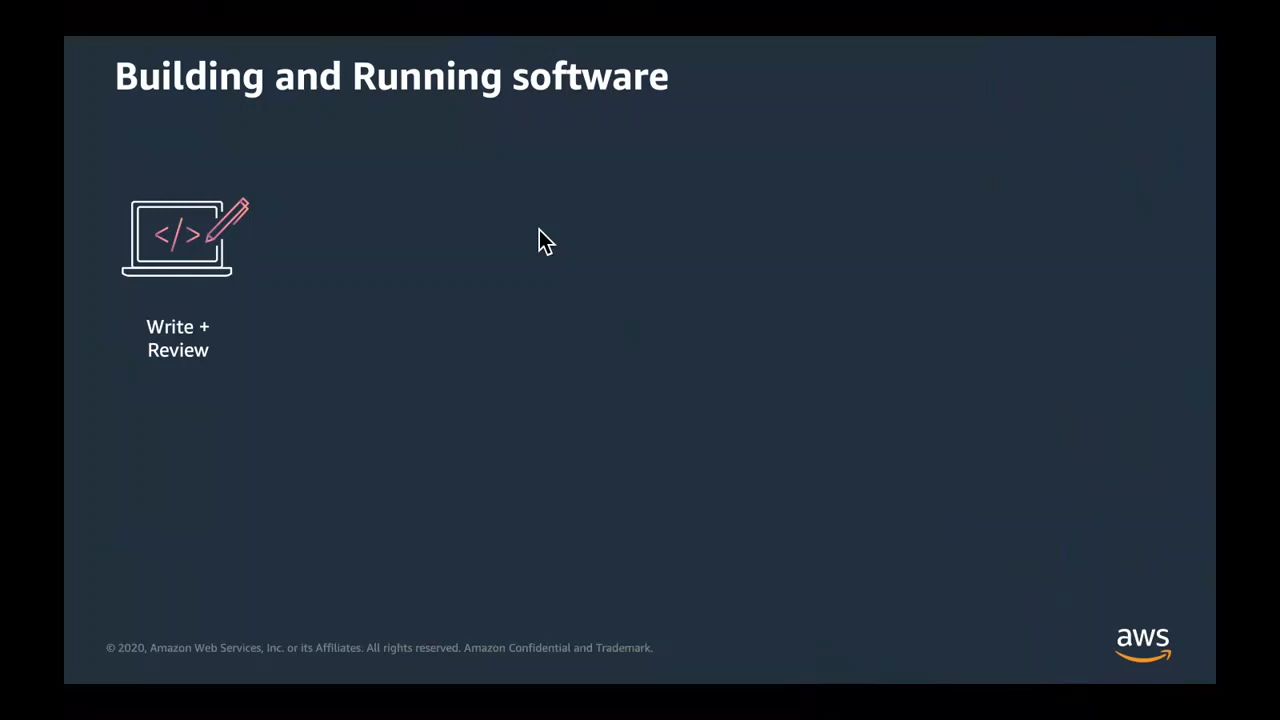 Building and Running software
</>
Write +
Review
© 2020, Amazon Web Services, Inc. or its Affiliates. All rights reserved. Amazon Confidential and Trademark.
aws